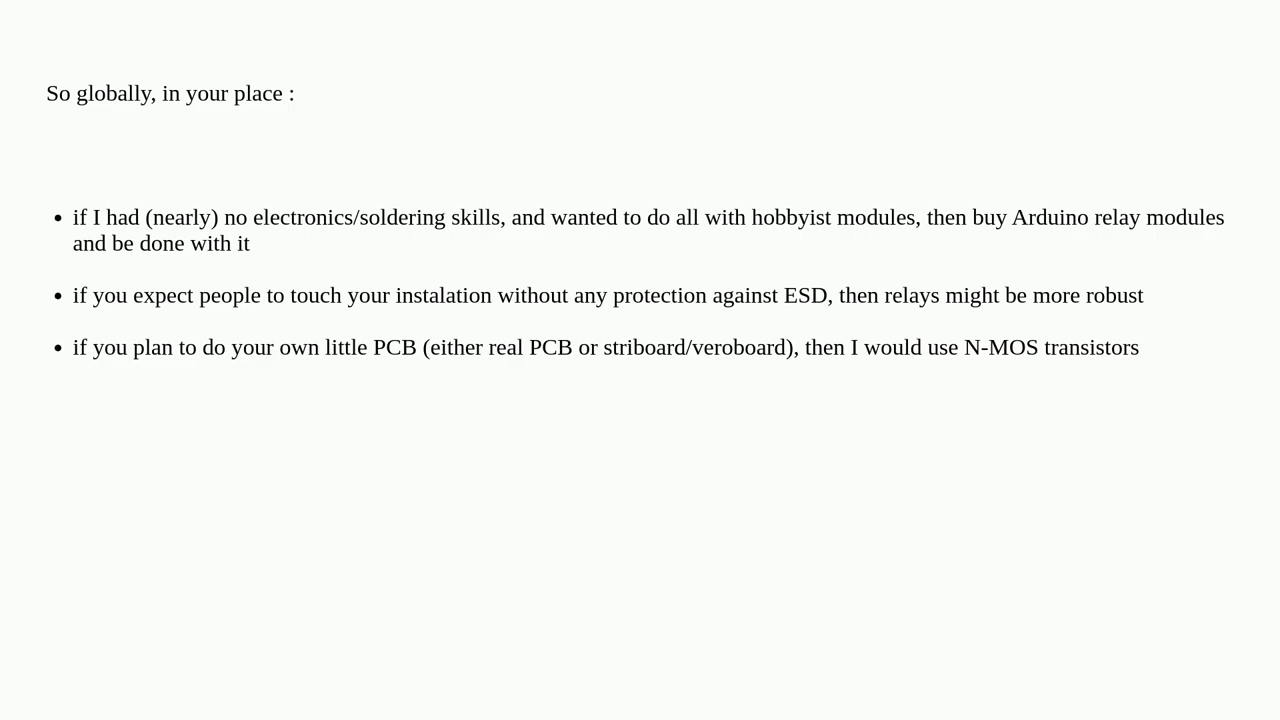 So globally, in your place :
• if I had (nearly) no electronics/soldering skills, and wanted to do all with hobbyist modules, then buy Arduino relay modules
and be done with it
• if you expect people to touch your instalation without any protection against ESD, then relays might be more robust
• if you plan to do your own little PCB (either real PCB or striboard/veroboard), then I would use N-MOS transistors